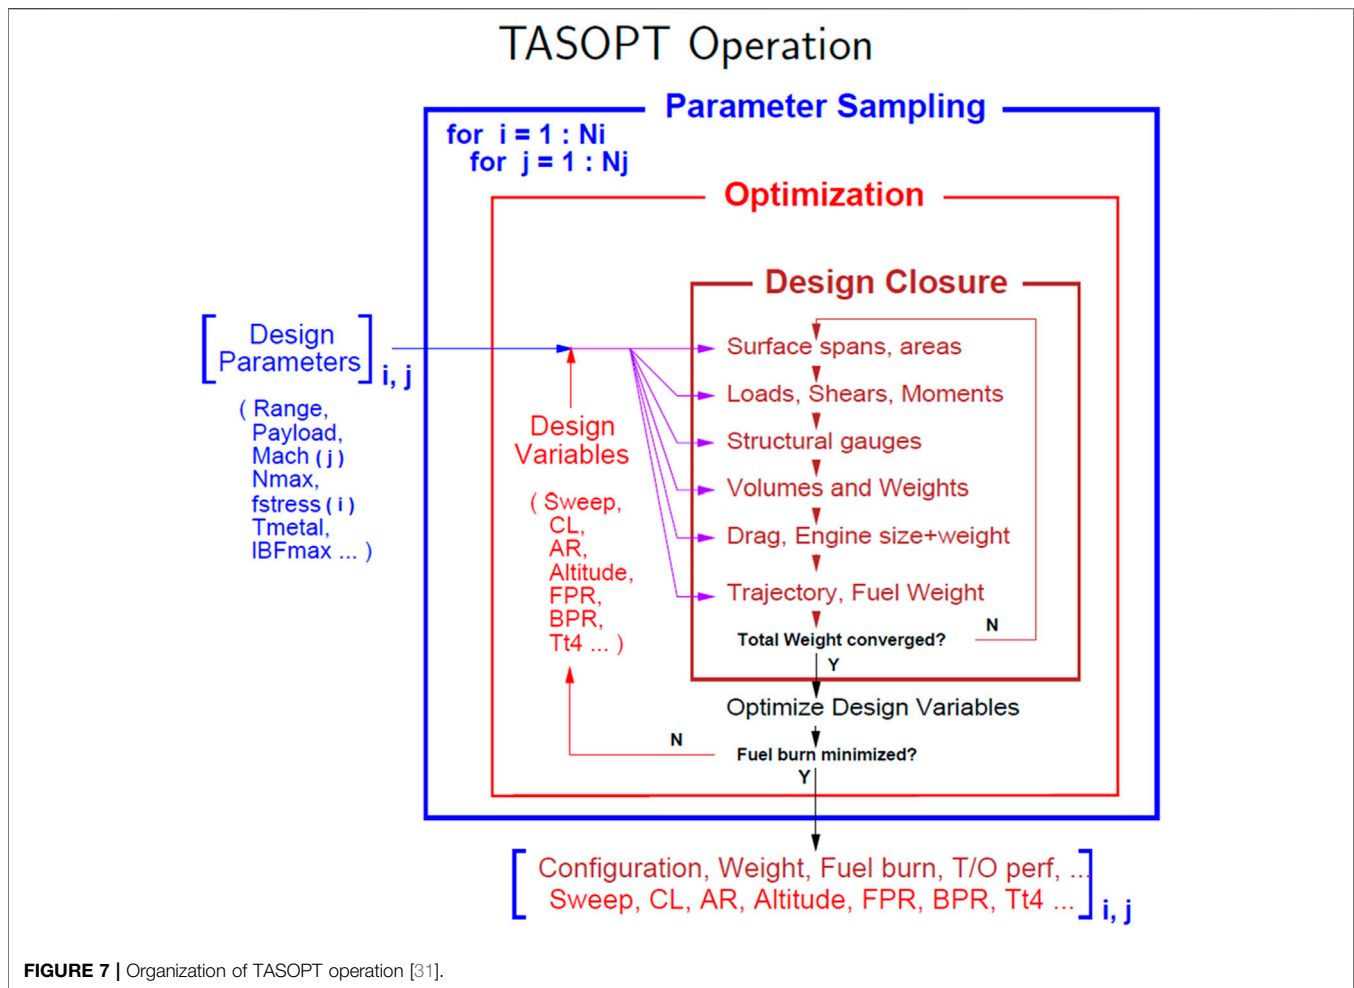 TASOPT Operation
Parameter Sampling
for i = 1 : Ni
for j = 1 : Nj
Optimization
Design Closure
[ Design
Parameters ] i, j
( Range,
Payload,
Mach ( j )
Nmax,
fstress ( i )
Tmetal,
IBFmax ... )
Design
Variables
( Sweep,
CL,
AR,
Altitude,
FPR,
BPR,
Tt4 ... )
Surface spans, areas
Loads, Shears, Moments
Structural gauges
Volumes and Weights
Drag, Engine size+weight
Trajectory, Fuel Weight
Total Weight converged?
N
Y
Optimize Design Variables
N
Fuel burn minimized?
Y
[ Configuration, Weight, Fuel burn, T/O perf, ...
Sweep, CL, AR, Altitude, FPR, BPR, Tt4 ... ] i, j
FIGURE 7 | Organization of TASOPT operation [31].